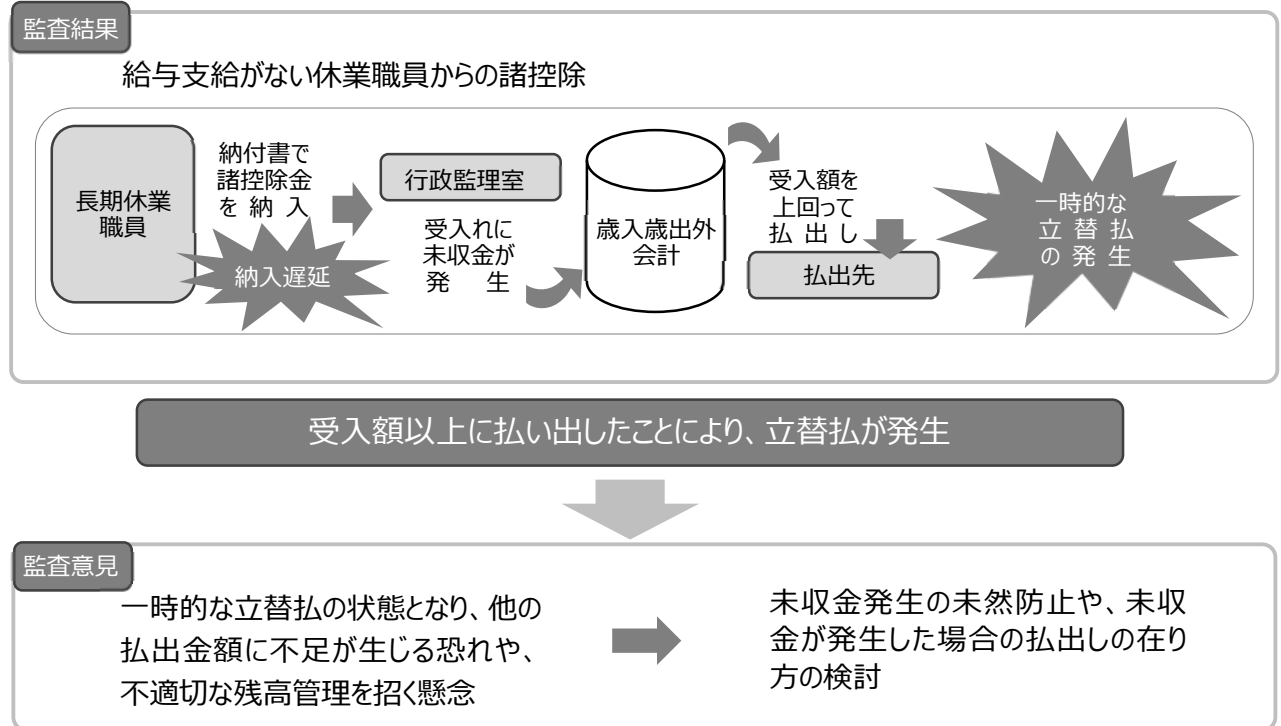 監査結果
給与支給がない休業職員からの諸控除
長期休業
職員
納付書で
諸控除金
を納入
納入遅延
行政監理室
受入れに
未収金が
発生
歳入歳出外
会計
受入額を
上回って
払出し
払出先
一時的な
立替払
の発生
受入額以上に払い出したことにより、立替払が発生
監査意見
一時的な立替払の状態となり、他の
払出金額に不足が生じる恐れや、
不適切な残高管理を招く懸念
未収金発生の未然防止や、未収
金が発生した場合の払出しの在り
方の検討